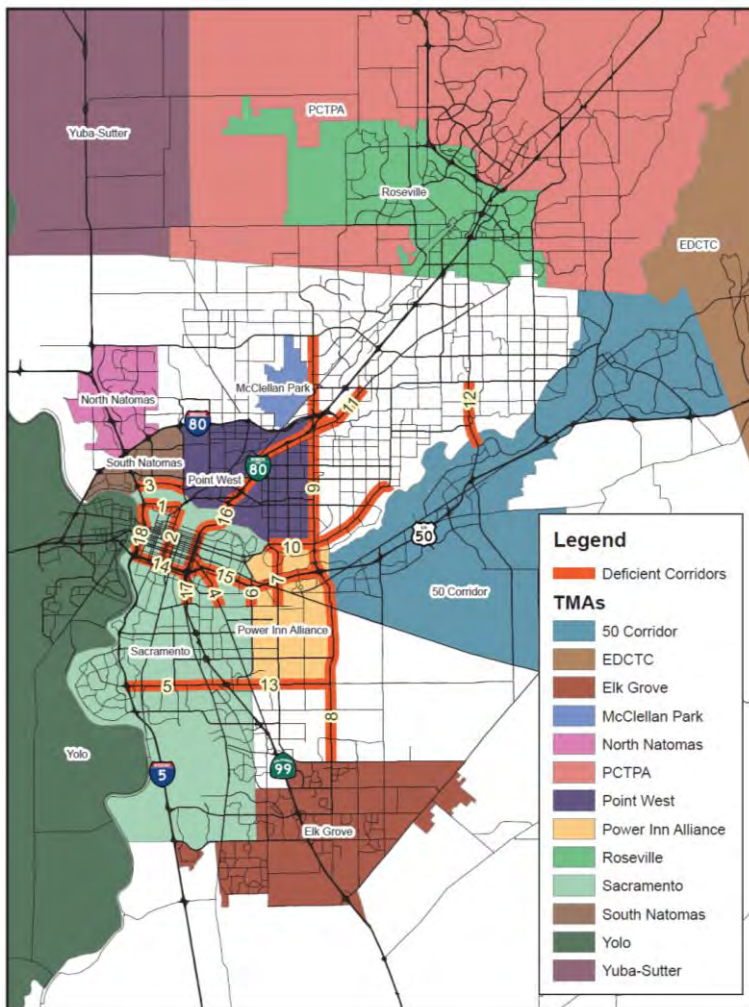 PCTPA
Yuba-Sutter
Roseville
EDCTC
McClellan Park
North Natomas
80
11
12
South Natomas
Point West
80
3
9
1
16
18
2
10
50
14
15
7
17
4
6
50 Corridor
Power Inn Alliance
Sacramento
5
13
8
Yolo
5
99
Elk Grove
Legend
Deficient Corridors
TMAs
50 Corridor
EDCTC
Elk Grove
McClellan Park
North Natomas
PCTPA
Point West
Power Inn Alliance
Roseville
Sacramento
South Natomas
Yolo
Yuba-Sutter